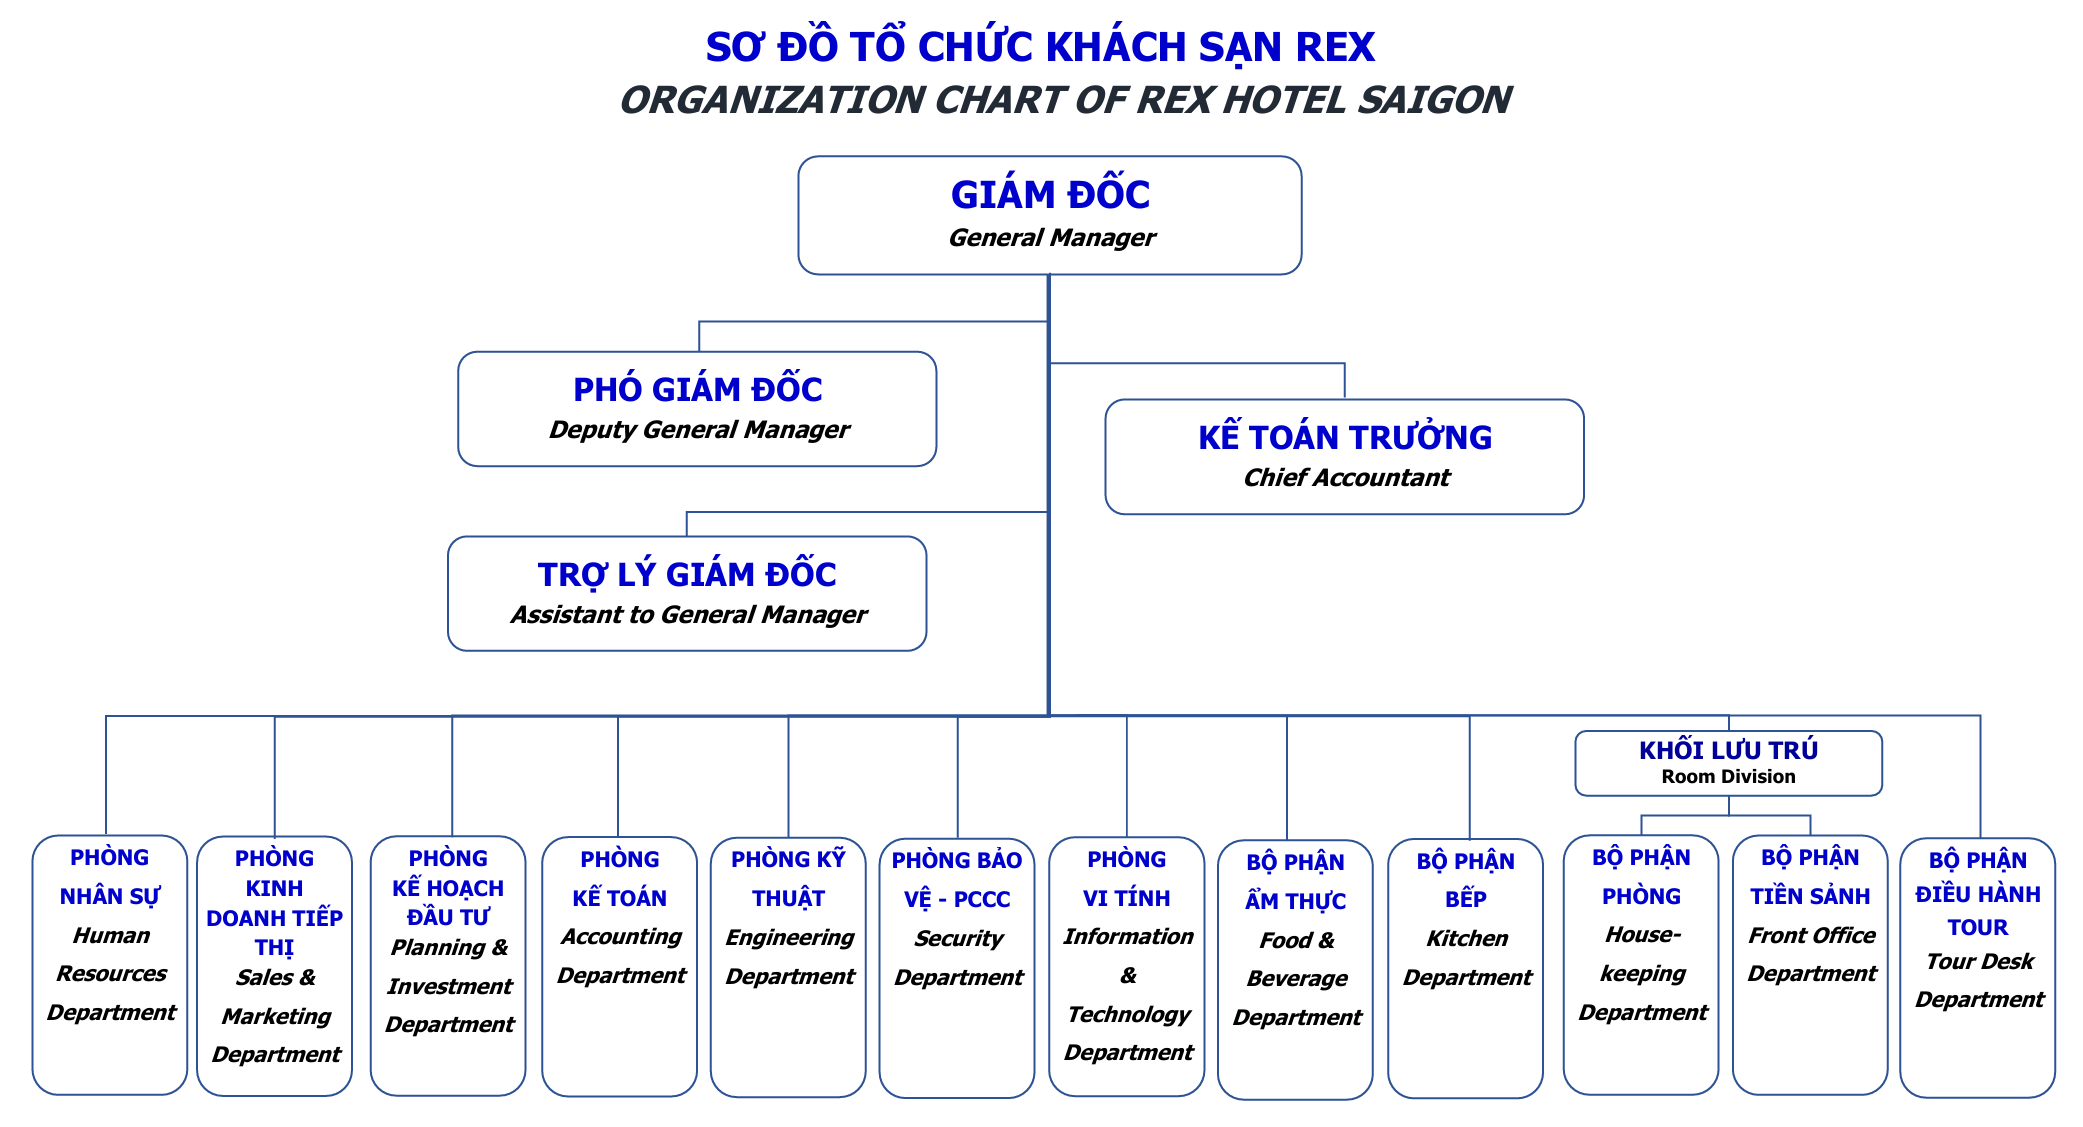 SƠ ĐỒ TỔ CHỨC KHÁCH SẠN REX
ORGANIZATION CHART OF REX HOTEL SAIGON
GIÁM ĐỐC
General Manager
PHÓ GIÁM ĐỐC
Deputy General Manager
KẾ TOÁN TRƯỞNG
Chief Accountant
TRỢ LÝ GIÁM ĐỐC
Assistant to General Manager
KHỐI LƯU TRÚ
Room Division
PHÒNG
NHÂN SỰ
Human
Resources
Department
PHÒNG
KINH
DOANH TIẾP
THỊ
Sales &
Marketing
Department
PHÒNG
KẾ HOẠCH
ĐẦU TƯ
Planning &
Investment
Department
PHÒNG
KẾ TOÁN
Accounting
Department
PHÒNG KỸ
THUẬT
Engineering
Department
PHÒNG BẢO
VỆ - PCCC
Security
Department
PHÒNG
VI TÍNH
Information
&
Technology
Department
BỘ PHẬN
ẨM THỰC
Food &
Beverage
Department
BỘ PHẬN
BẾP
Kitchen
Department
BỘ PHẬN
PHÒNG
House-
keeping
Department
BỘ PHẬN
TIỀN SẢNH
Front Office
Department
BỘ PHẬN
ĐIỀU HÀNH
TOUR
Tour Desk
Department